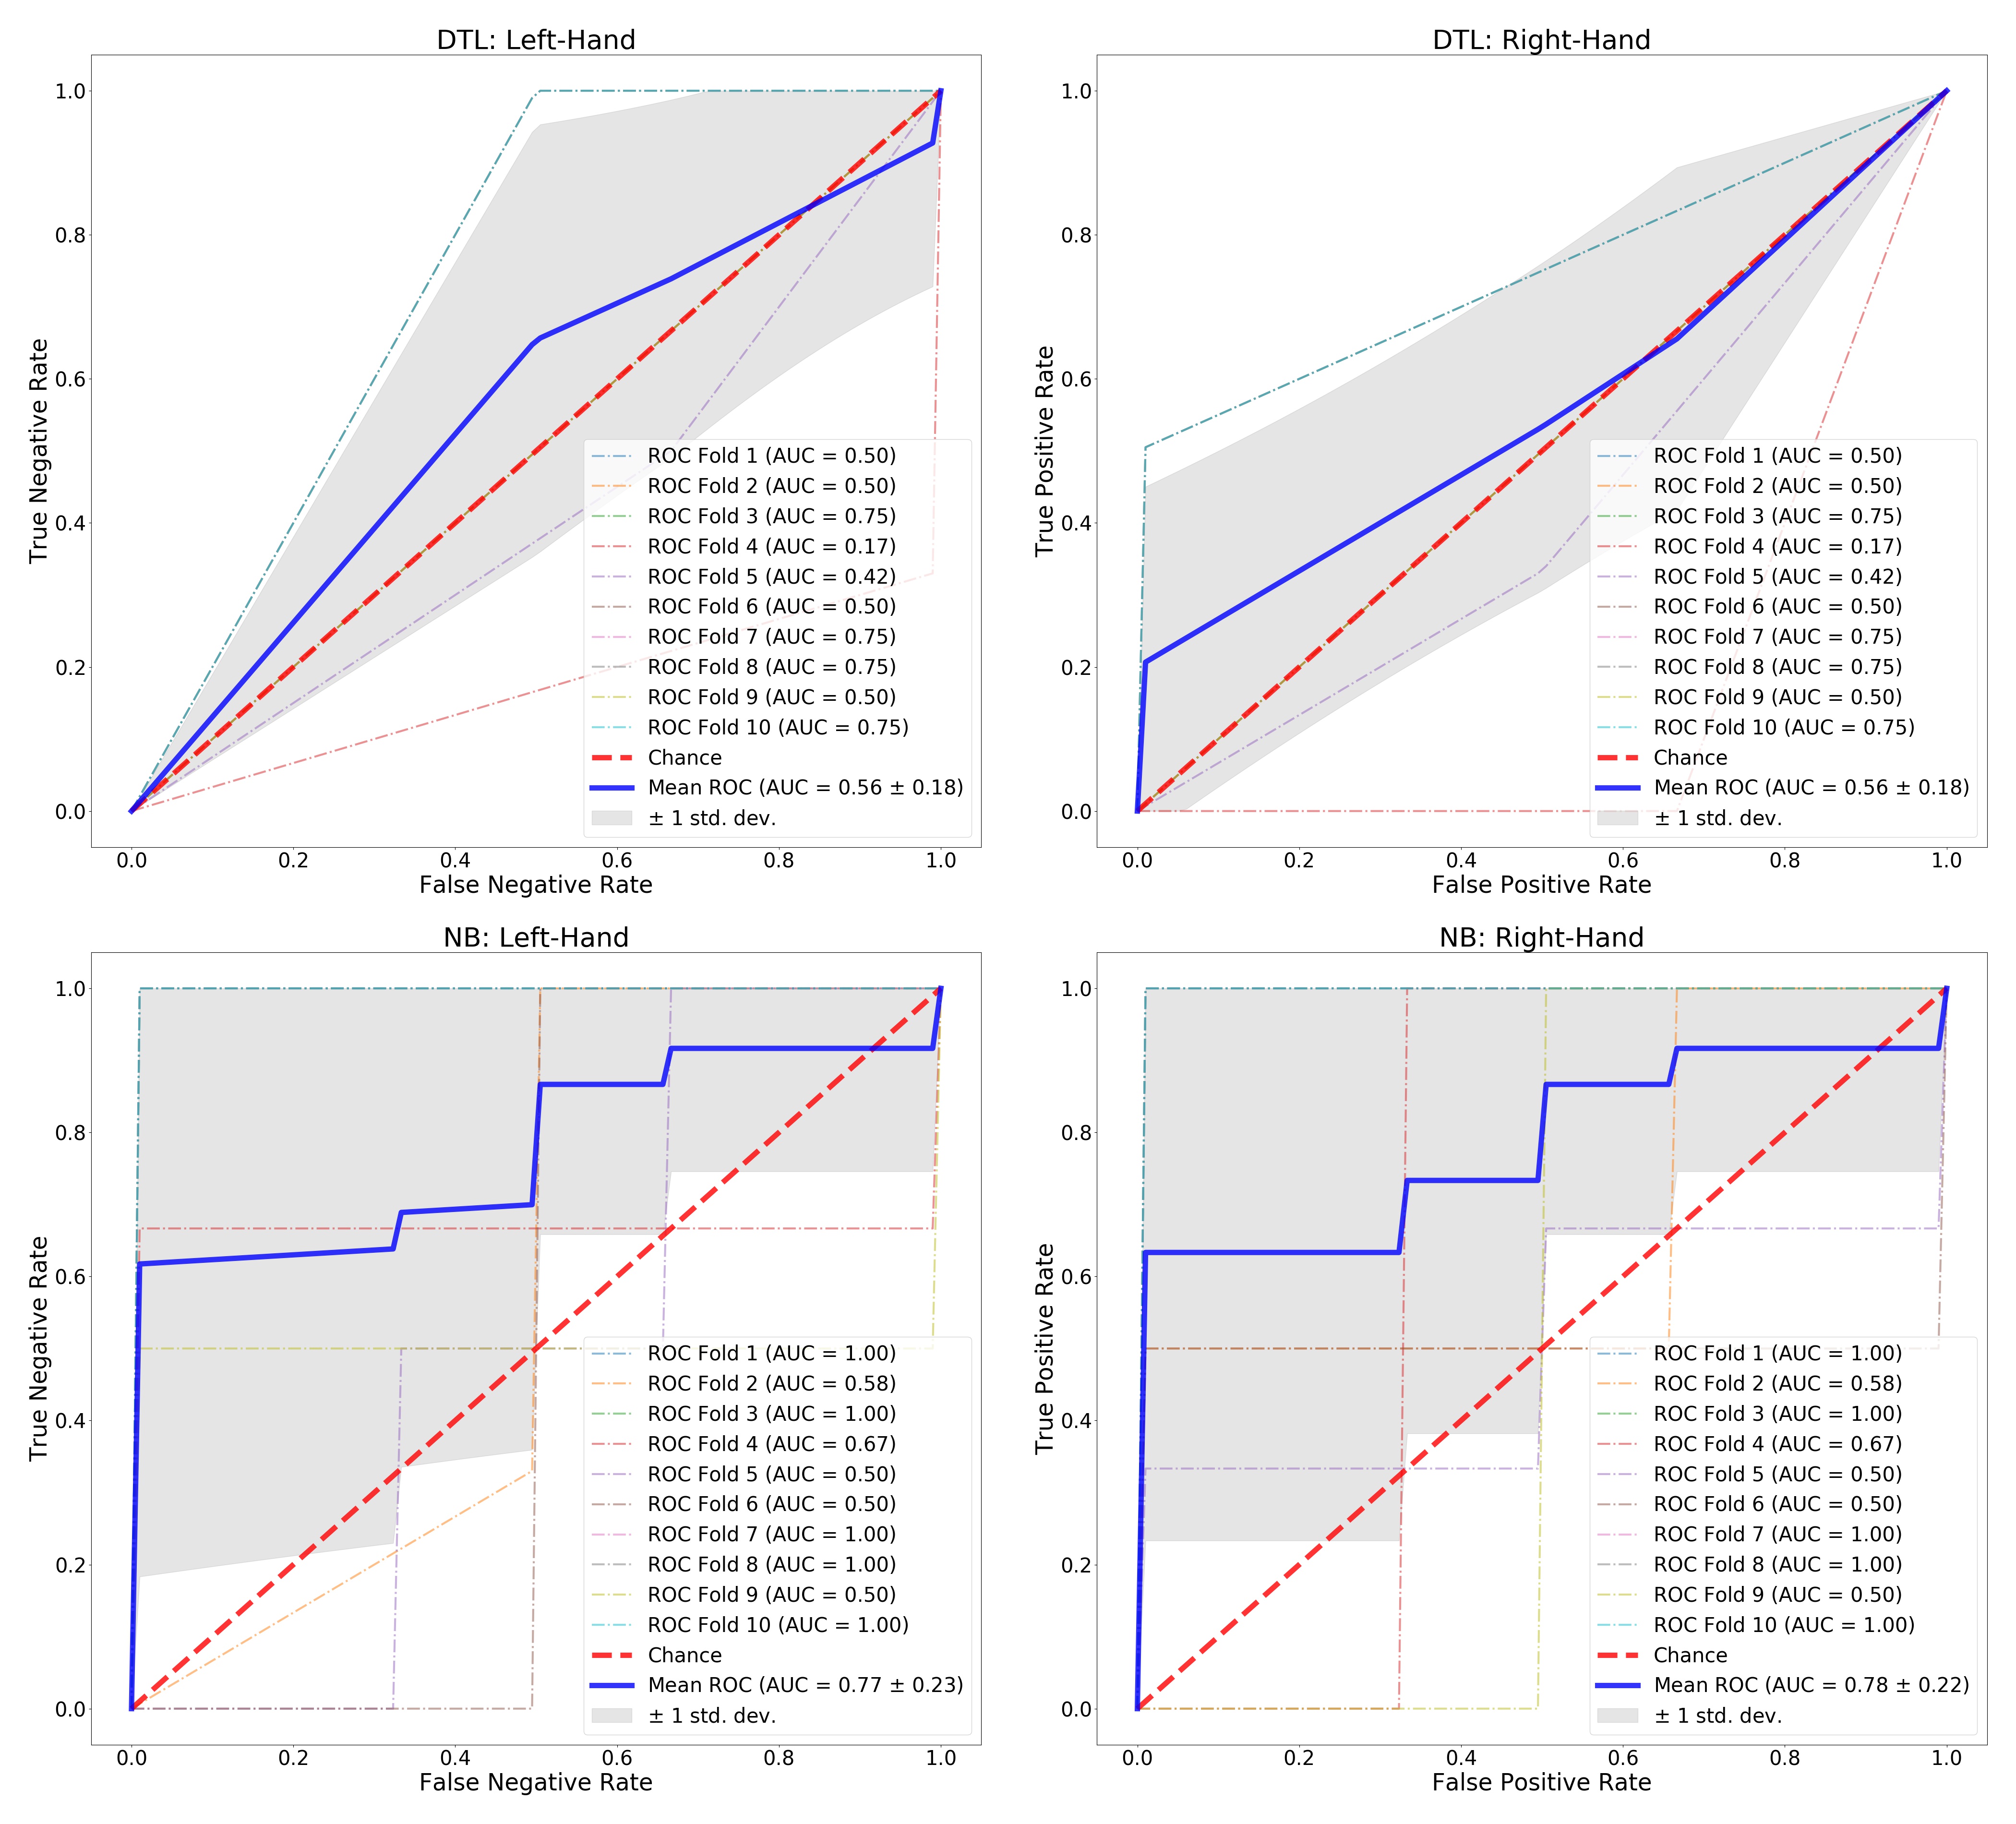 DTL: Left-Hand
True Negative Rate
1.0
0.8
0.6
0.4
0.2
0.0
ROC Fold 1 (AUC = 0.50)
ROC Fold 2 (AUC = 0.50)
ROC Fold 3 (AUC = 0.75)
ROC Fold 4 (AUC = 0.17)
ROC Fold 5 (AUC = 0.42)
ROC Fold 6 (AUC = 0.50)
ROC Fold 7 (AUC = 0.75)
ROC Fold 8 (AUC = 0.75)
ROC Fold 9 (AUC = 0.50)
ROC Fold 10 (AUC = 0.75)
Chance
Mean ROC (AUC = 0.56 ± 0.18)
± 1 std. dev.
0.0 0.2 0.4 0.6 0.8 1.0
False Negative Rate
DTL: Right-Hand
True Positive Rate
1.0
0.8
0.6
0.4
0.2
0.0
ROC Fold 1 (AUC = 0.50)
ROC Fold 2 (AUC = 0.50)
ROC Fold 3 (AUC = 0.75)
ROC Fold 4 (AUC = 0.17)
ROC Fold 5 (AUC = 0.42)
ROC Fold 6 (AUC = 0.50)
ROC Fold 7 (AUC = 0.75)
ROC Fold 8 (AUC = 0.75)
ROC Fold 9 (AUC = 0.50)
ROC Fold 10 (AUC = 0.75)
Chance
Mean ROC (AUC = 0.56 ± 0.18)
± 1 std. dev.
0.0 0.2 0.4 0.6 0.8 1.0
False Positive Rate
NB: Left-Hand
True Negative Rate
1.0
0.8
0.6
0.4
0.2
0.0
ROC Fold 1 (AUC = 1.00)
ROC Fold 2 (AUC = 0.58)
ROC Fold 3 (AUC = 1.00)
ROC Fold 4 (AUC = 0.67)
ROC Fold 5 (AUC = 0.50)
ROC Fold 6 (AUC = 0.50)
ROC Fold 7 (AUC = 1.00)
ROC Fold 8 (AUC = 1.00)
ROC Fold 9 (AUC = 0.50)
ROC Fold 10 (AUC = 1.00)
Chance
Mean ROC (AUC = 0.77 ± 0.23)
± 1 std. dev.
0.0 0.2 0.4 0.6 0.8 1.0
False Negative Rate
NB: Right-Hand
True Positive Rate
1.0
0.8
0.6
0.4
0.2
0.0
ROC Fold 1 (AUC = 1.00)
ROC Fold 2 (AUC = 0.58)
ROC Fold 3 (AUC = 1.00)
ROC Fold 4 (AUC = 0.67)
ROC Fold 5 (AUC = 0.50)
ROC Fold 6 (AUC = 0.50)
ROC Fold 7 (AUC = 1.00)
ROC Fold 8 (AUC = 1.00)
ROC Fold 9 (AUC = 0.50)
ROC Fold 10 (AUC = 1.00)
Chance
Mean ROC (AUC = 0.78 ± 0.22)
± 1 std. dev.
0.0 0.2 0.4 0.6 0.8 1.0
False Positive Rate